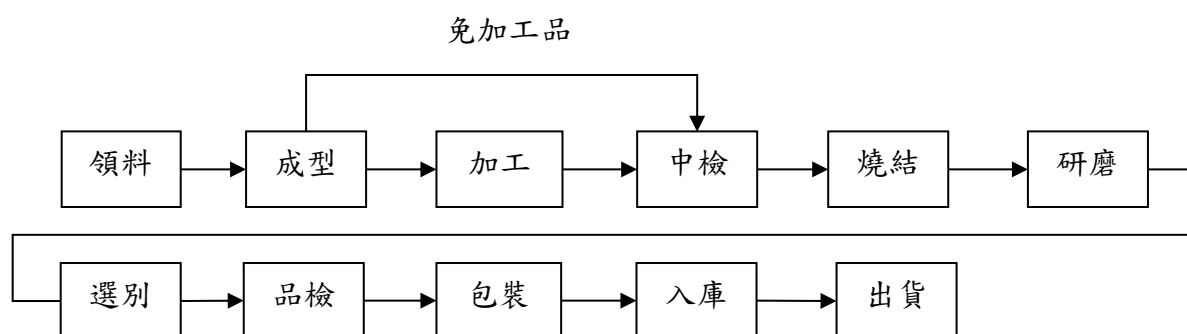 免加工品
領料 成型 加工 中檢 燒結 研磨
選別 品檢 包裝 入庫 出貨